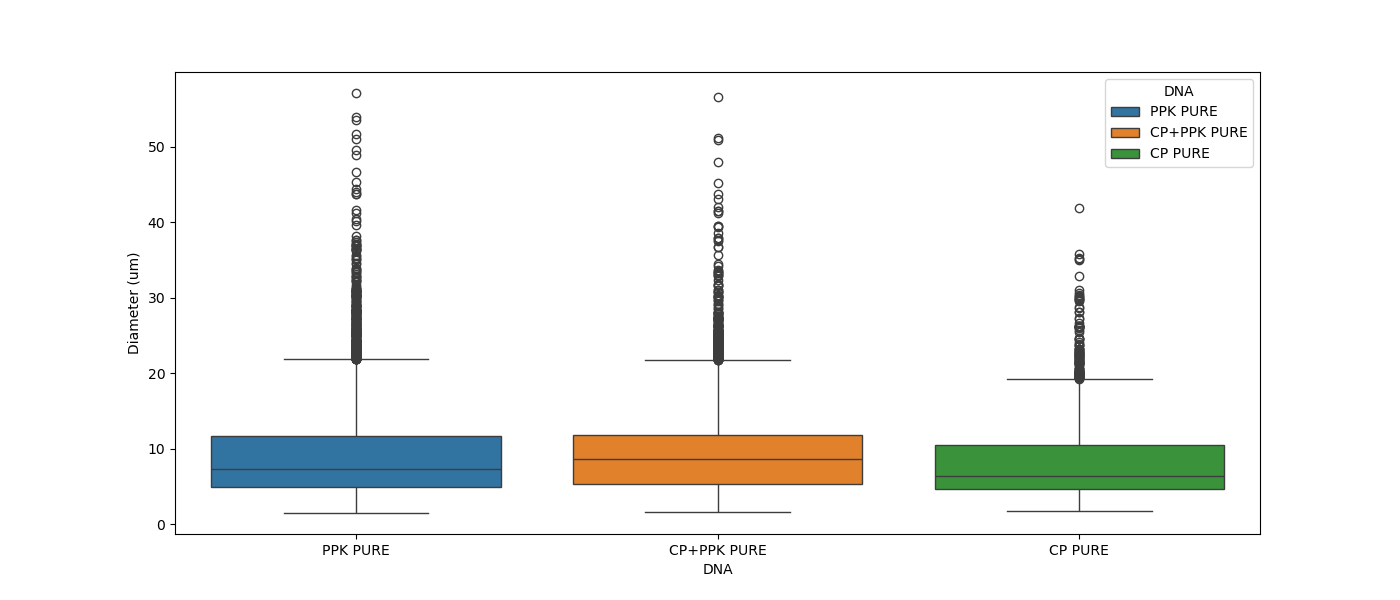 DNA
PPK PURE
CP+PPK PURE
CP PURE
50
40
30
20
10
0
Diameter (um)
PPK PURE
CP+PPK PURE
CP PURE
DNA